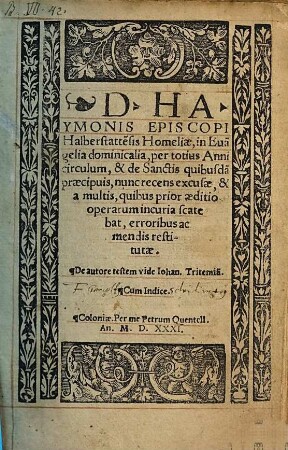 D. HA
YMONIS EPISCOPI
Halberstattēsis Homeliæ, in Euā
gelia dominicalia, per totius Anni
circulum, & de Sanctis quibusdā
præcipuis, nunc recens excusæ, &
a multis, quibus prior æditio
operarum incuria scate
bat, erroribus ac
mendis resti-
tutæ.
¶De autore testem vide Iohan. Tritemiū.
¶Cum Indice.
¶Coloniæ. Per me Petrum Quentell.
An. M. D. XXXI.